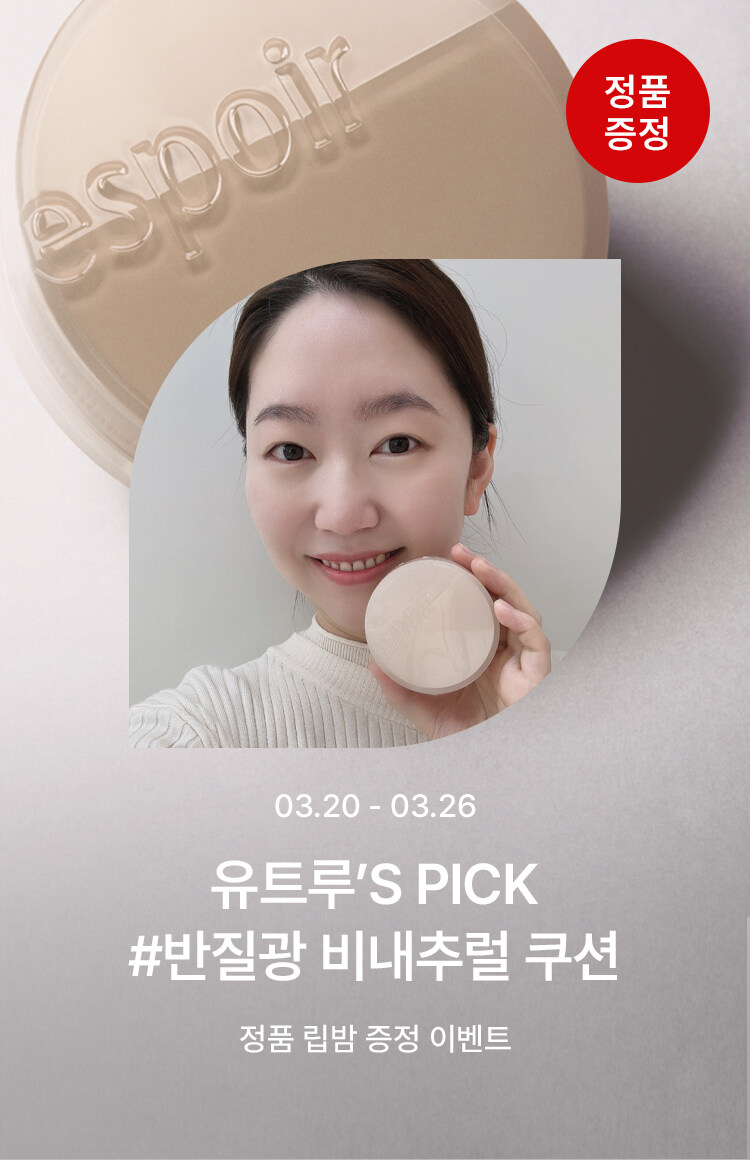 espoir
정품
증정
espoir
03.20 - 03.26
유트루’S PICK
#반질광 비내추럴 쿠션
정품 립밤 증정 이벤트